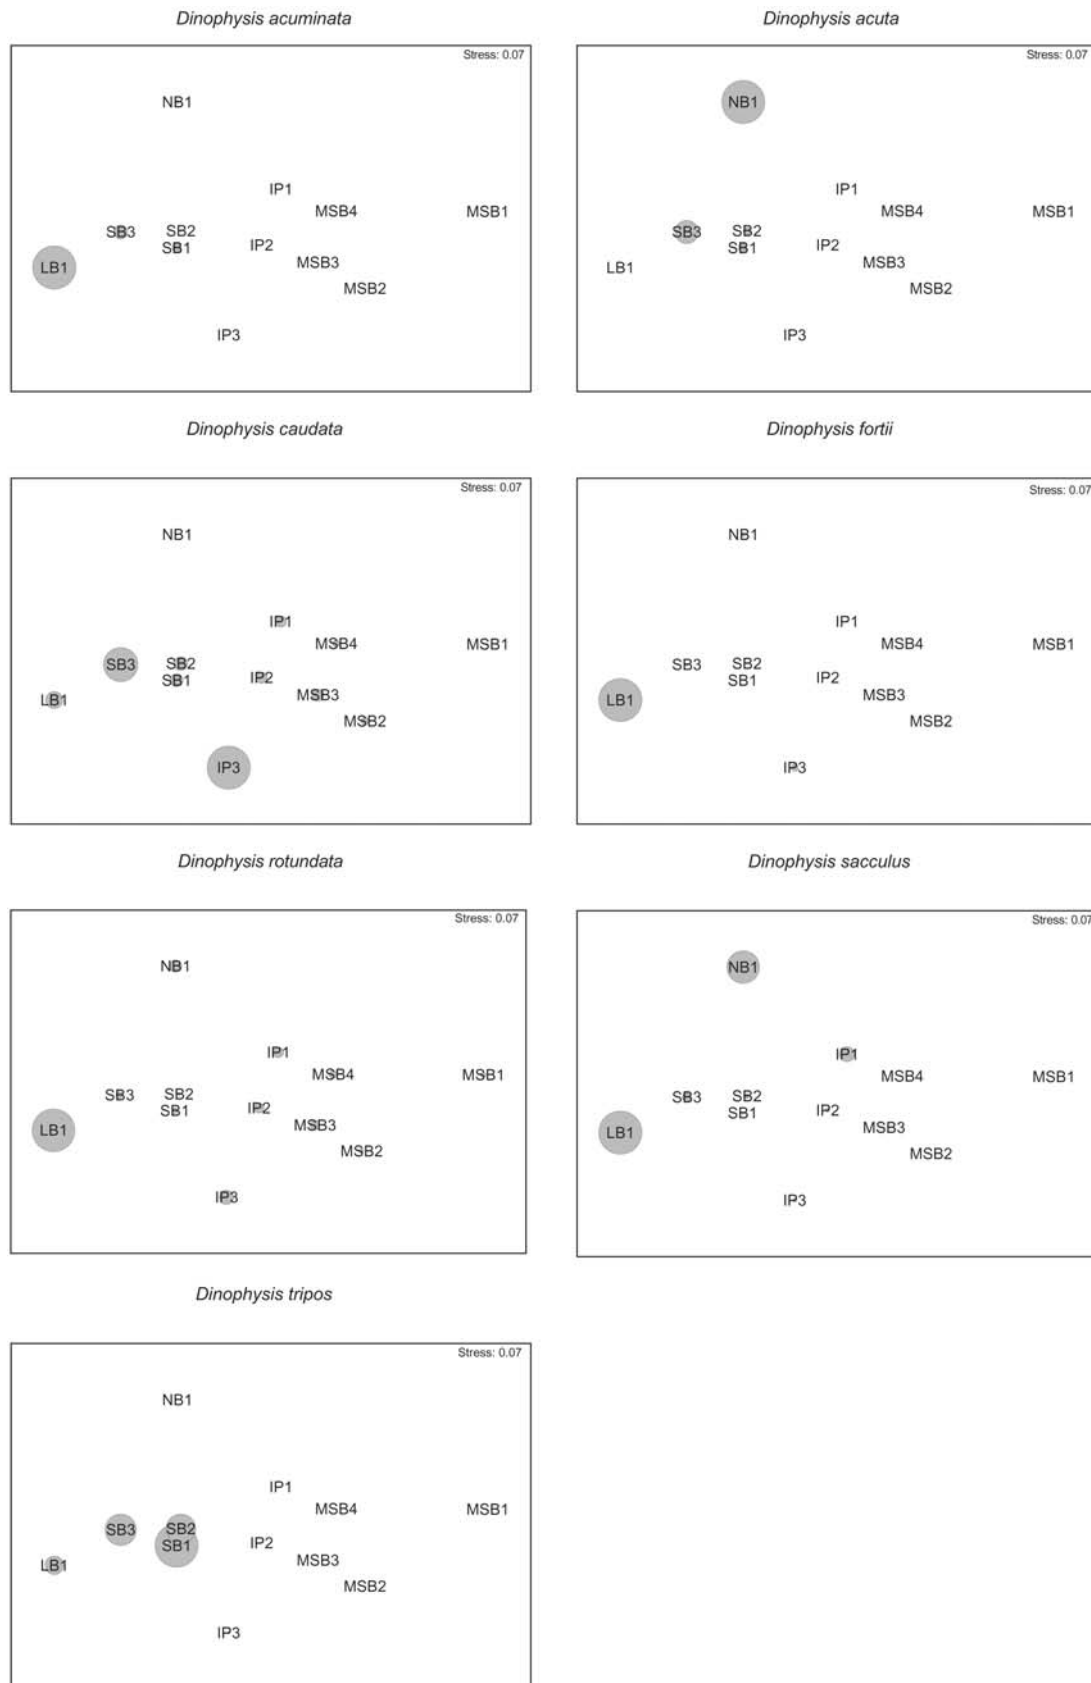 Dinophysis acuminata
Stress: 0.07
NB1
IP1
MSB4
MSB1
SB3
SB2
SB1
IP2
LB1
MSB3
MSB2
IP3
Dinophysis acuta
Stress: 0.07
NB1
IP1
MSB4
MSB1
SB3
SB2
SB1
IP2
LB1
MSB3
MSB2
IP3
Dinophysis caudata
Stress: 0.07
NB1
IP1
MSB4
MSB1
SB3
SB2
SB1
IP2
LB1
MSB3
MSB2
IP3
Dinophysis fortii
Stress: 0.07
NB1
IP1
MSB4
MSB1
SB3
SB2
SB1
IP2
LB1
MSB3
MSB2
IP3
Dinophysis rotundata
Stress: 0.07
NB1
IP1
MSB4
MSB1
SB3
SB2
SB1
IP2
LB1
MSB3
MSB2
IP3
Dinophysis sacculus
Stress: 0.07
NB1
IP1
MSB4
MSB1
SB3
SB2
SB1
IP2
LB1
MSB3
MSB2
IP3
Dinophysis tripos
Stress: 0.07
NB1
IP1
MSB4
MSB1
SB3
SB2
SB1
IP2
LB1
MSB3
MSB2
IP3